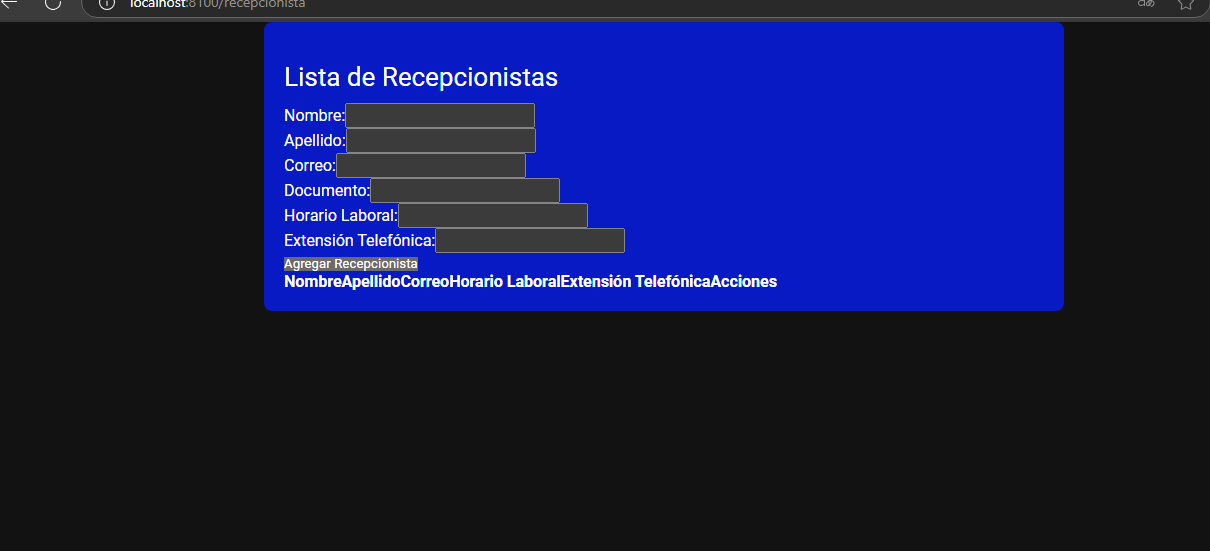 localhost:8100/recepcionista
Lista de Recepcionistas
Nombre:
Apellido:
Correo:
Documento:
Horario Laboral:
Extensión Telefónica:
Agregar Recepcionista
NombreApellidoCorreoHorario LaboralExtensión TelefónicaAcciones